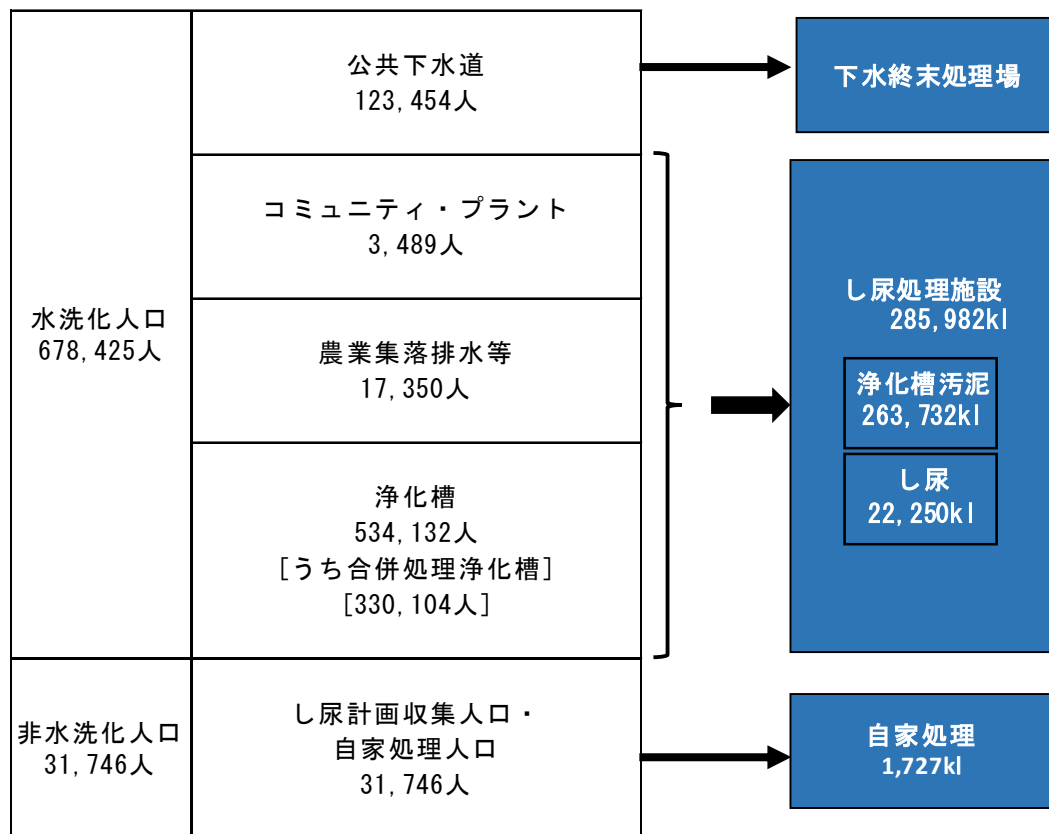 公共下水道
123,454人
下水終末処理場
コミュニティ・プラント
3,489人
水洗化人口
678,425人
農業集落排水等
17,350人
浄化槽
534,132人
[うち合併処理浄化槽]
[330,104人]
し尿処理施設
285,982kl
浄化槽汚泥
263,732kl
し尿
22,250kl
非水洗化人口
31,746人
し尿計画収集人口・
自家処理人口
31,746人
自家処理
1,727kl